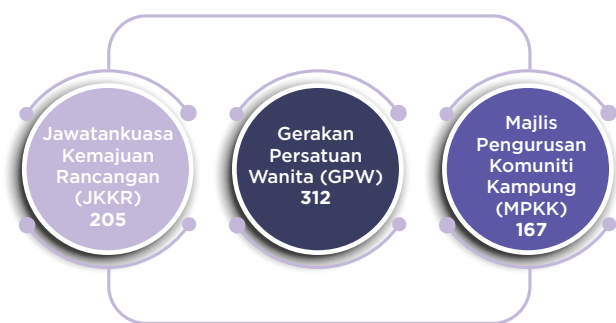 Jawatankuasa
Kemajuan
Rancangan
(JKKR)
205
Gerakan
Persatuan
Wanita (GPW)
312
Majlis
Pengurusan
Komuniti
Kampung
(MPKK)
167